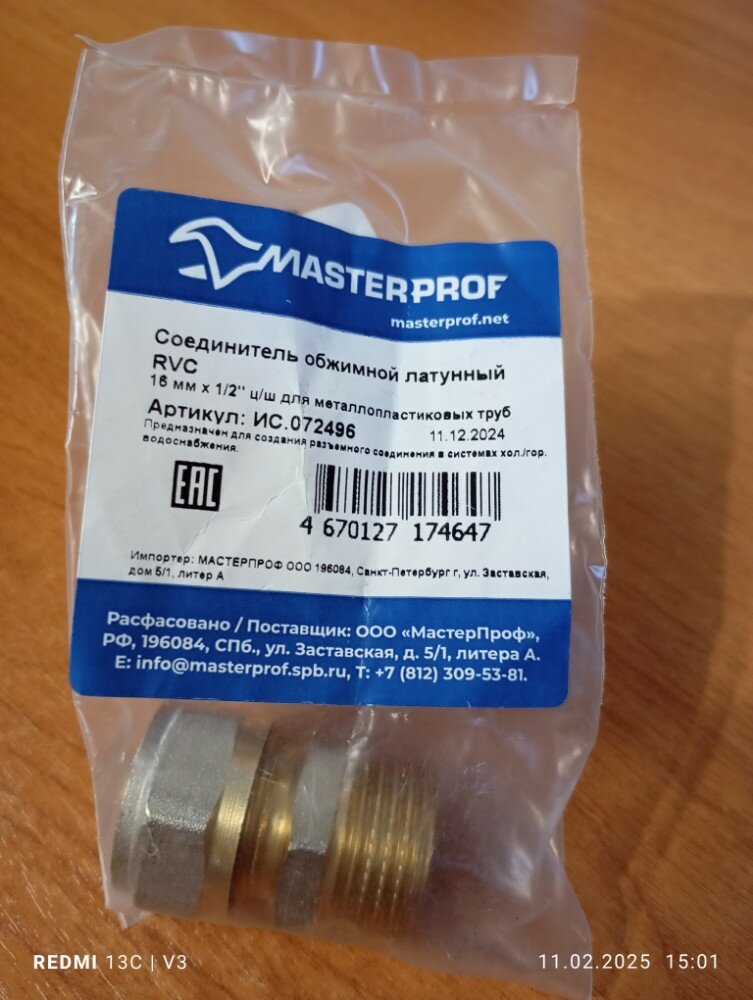 MASTERPROF
masterprof.net
Соединитель обжимной латунный
RVC
16 мм x 1/2" ц/ш для металлопластиковых труб
Артикул: ИС.072496
11.12.2024
Предназначен для создания разъемного соединения в системах хол./гор.
водоснабжения.
EAC
4 670127 174647
Импортер: МАСТЕРПРОФ ООО 196084, Санкт-Петербург г, ул. Заставская,
дом 5/1, литер А
Расфасовано / Поставщик: ООО «МастерПроф»,
РФ, 196084, СПб., ул. Заставская, д. 5/1, литера А.
E: info@masterprof.spb.ru, T: +7 (812) 309-53-81.
REDMI 13C | V3
11.02.2025 15:01